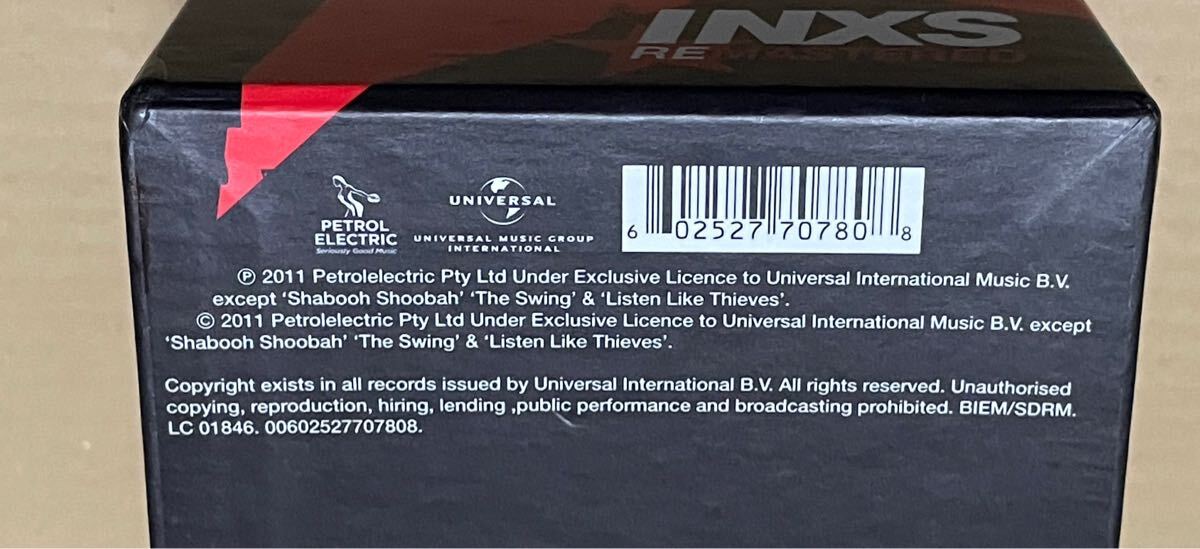 INXS
REMASTERED
PETROL
ELECTRIC
Seriously Good Music
UNIVERSAL
UNIVERSAL MUSIC GROUP
INTERNATIONAL
6 02527 70780 8
℗ 2011 Petrolelectric Pty Ltd Under Exclusive Licence to Universal International Music B.V.
except ‘Shabooh Shoobah’ ‘The Swing’ & ‘Listen Like Thieves’.
© 2011 Petrolelectric Pty Ltd Under Exclusive Licence to Universal International Music B.V. except
‘Shabooh Shoobah’ ‘The Swing’ & ‘Listen Like Thieves’.
Copyright exists in all records issued by Universal International B.V. All rights reserved. Unauthorised
copying, reproduction, hiring, lending ,public performance and broadcasting prohibited. BIEM/SDRM.
LC 01846. 00602527707808.